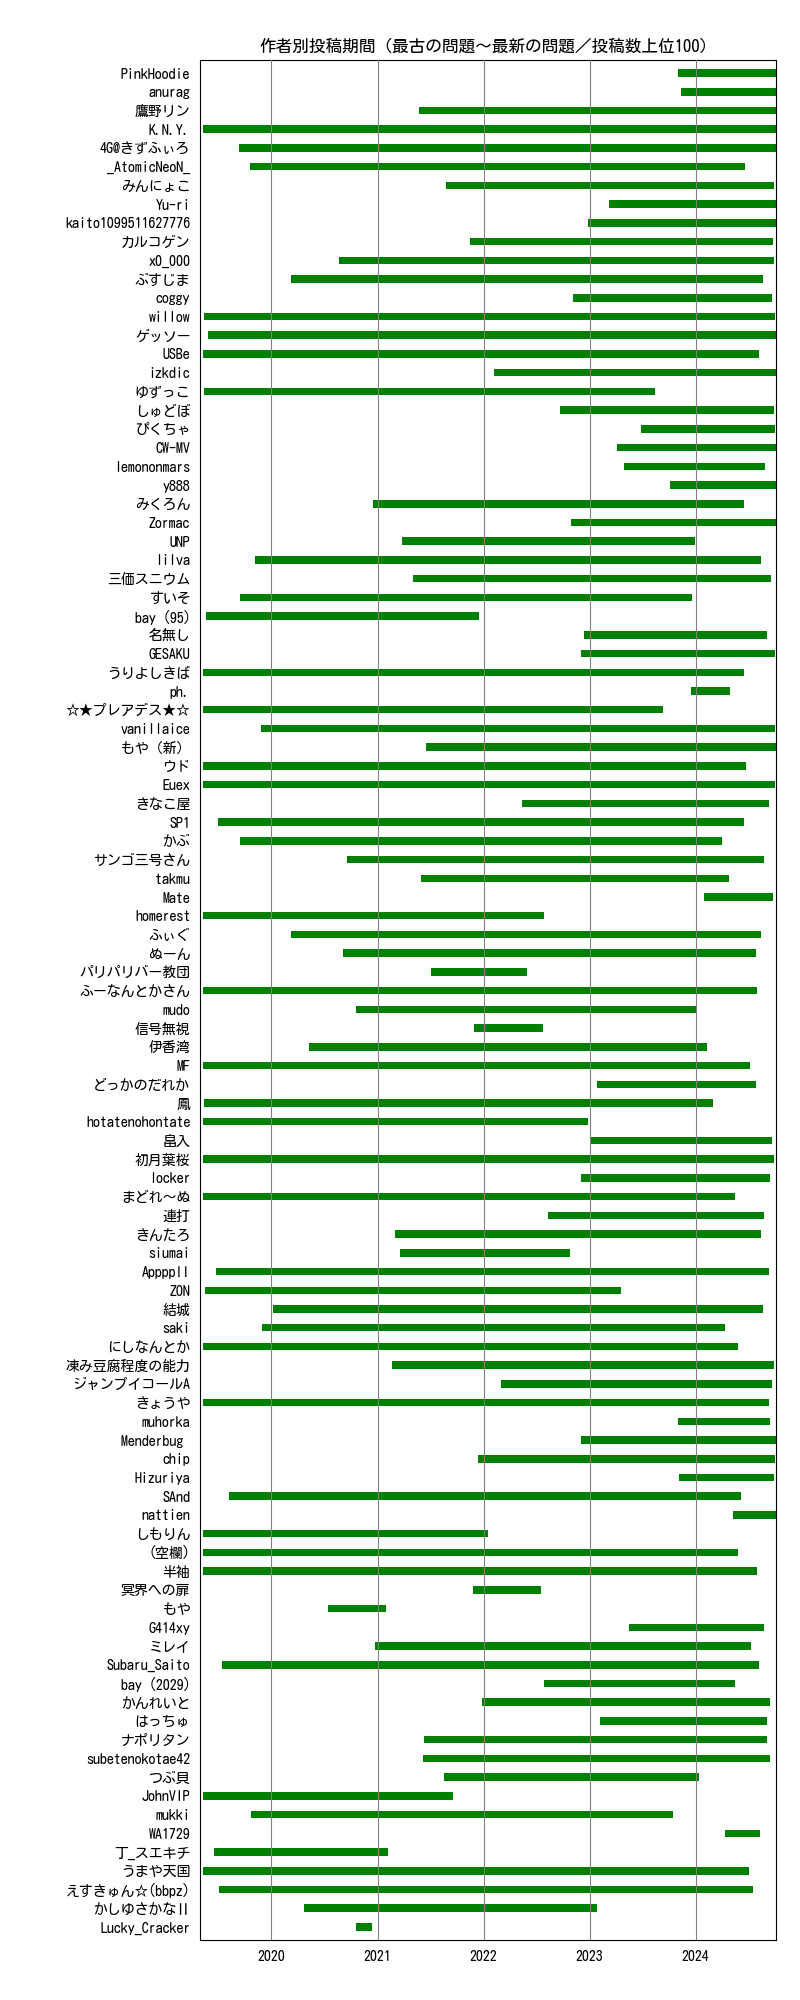 作者別投稿期間（最古の問題～最新の問題／投稿数上位100）
PinkHoodie
anurag
鷹野リン
K.N.Y.
4G@きずふぃろ
_AtomicNeoN_
みんにょこ
Yu-ri
kaito1099511627776
カルコゲン
x0_000
ぶすじま
coggy
willow
ゲッソー
USBe
izkdic
ゆずっこ
しゅどぼ
ぴくちゃ
CW-MV
lemononmars
y888
みくろん
Zormac
UNP
lilva
三価スニウム
すいそ
bay (95)
名無し
GESAKU
うりよしきば
ph.
☆★プレアデス★☆
vanillaice
もや（新）
ウド
Euex
きなこ屋
SP1
かぶ
サンゴ三号さん
takmu
Mate
homerest
ふぃぐ
ぬーん
パリパリバー教団
ふーなんとかさん
mudo
信号無視
伊香湾
MF
どっかのだれか
鳳
hotatenohontate
畠入
初月葉桜
locker
まどれ～ぬ
連打
きんたろ
siumai
Appppll
ZON
結城
saki
にしなんとか
凍み豆腐程度の能力
ジャンプイコールA
きょうや
muhorka
Menderbug
chip
Hizuriya
SAnd
nattien
しもりん
(空欄)
半袖
冥界への扉
もや
G414xy
ミレイ
Subaru_Saito
bay (2029)
かんれいと
はっちゅ
ナポリタン
subetenokotae42
つぶ貝
JohnVIP
mukki
WA1729
丁_スエキチ
うまや天国
えすきゅん☆(bbpz)
かしゆさかなⅡ
Lucky_Cracker
2020 2021 2022 2023 2024